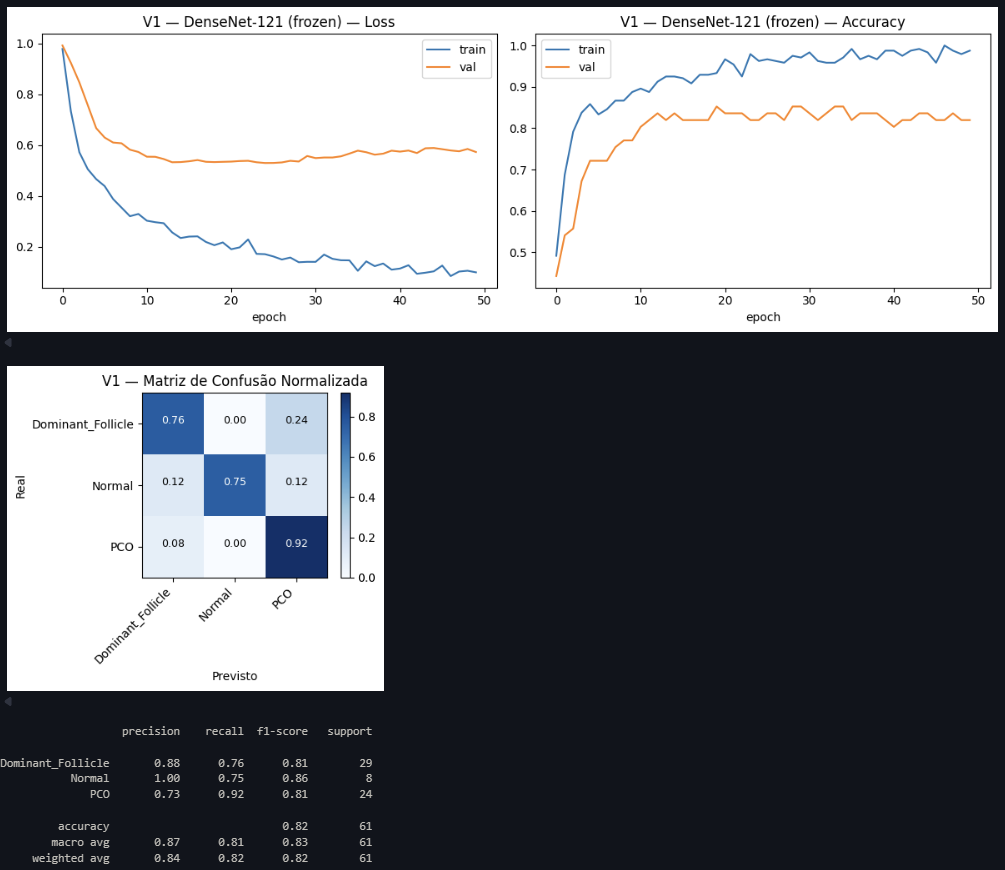 V1 — DenseNet-121 (frozen) — Loss
1.0
0.8
0.6
0.4
0.2
train
val
0 10 20 30 40 50
epoch
V1 — DenseNet-121 (frozen) — Accuracy
1.0
0.9
0.8
0.7
0.6
0.5
train
val
0 10 20 30 40 50
epoch
V1 — Matriz de Confusão Normalizada
Real
Dominant_Follicle 0.76 0.00 0.24
Normal 0.12 0.75 0.12
PCO 0.08 0.00 0.92
Dominant_Follicle Normal PCO
Previsto
0.8
0.6
0.4
0.2
0.0
precision recall f1-score support
Dominant_Follicle 0.88 0.76 0.81 29
Normal 1.00 0.75 0.86 8
PCO 0.73 0.92 0.81 24
accuracy 0.82 61
macro avg 0.87 0.81 0.83 61
weighted avg 0.84 0.82 0.82 61